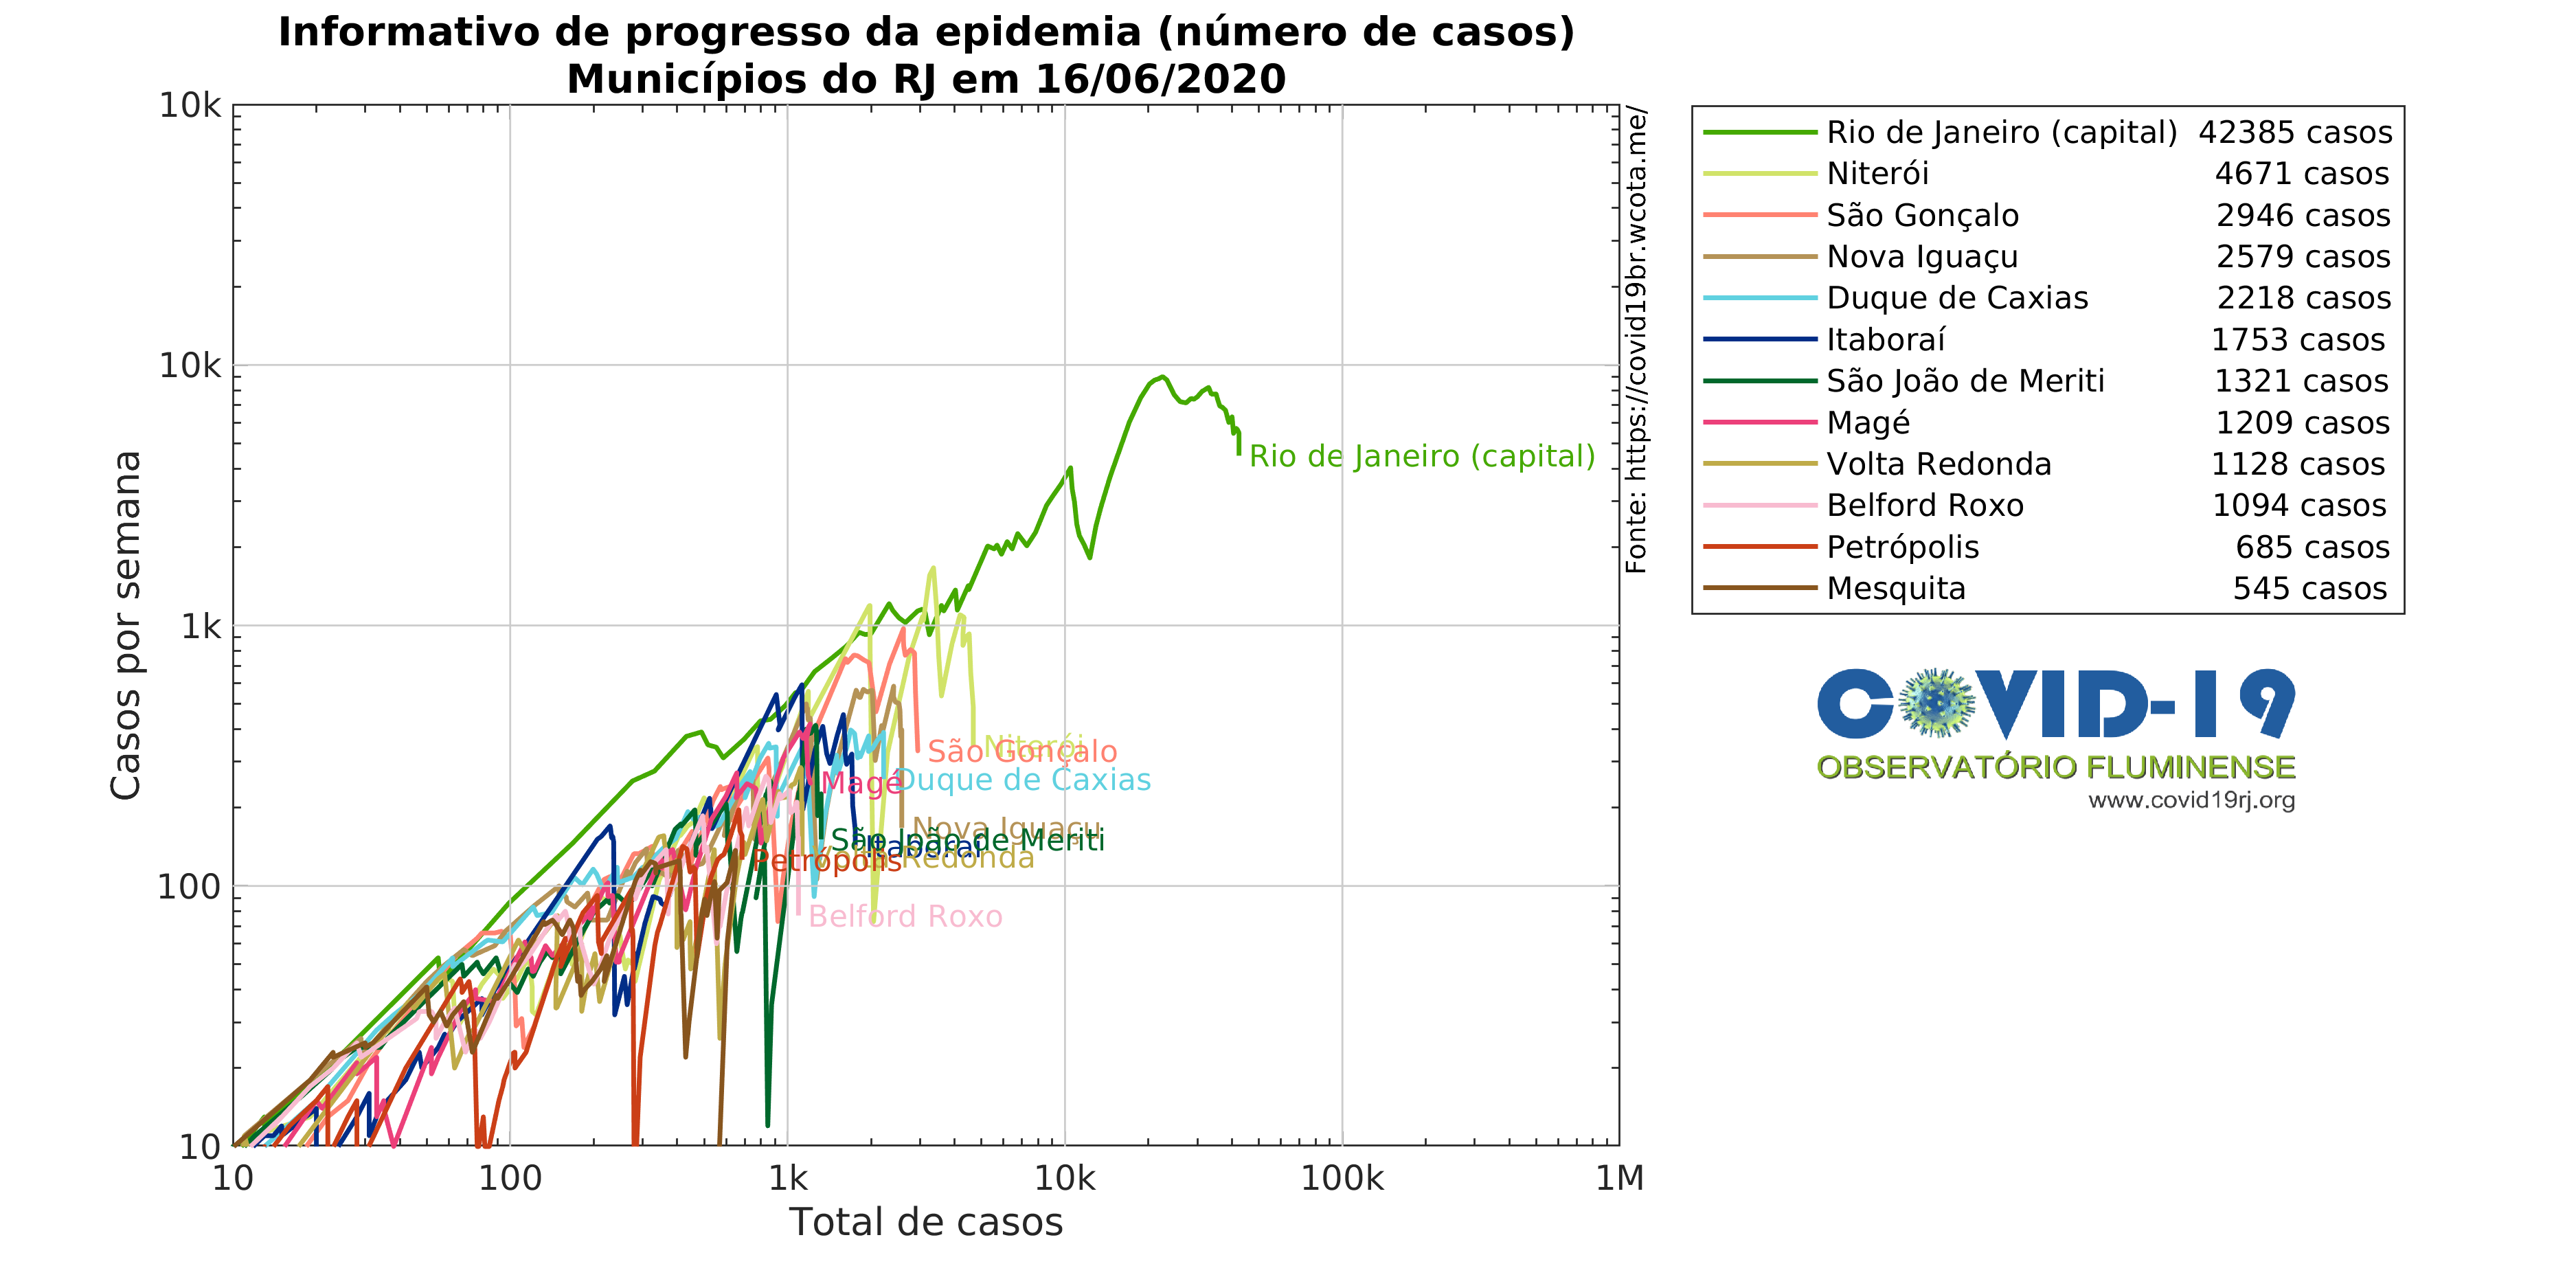 Informativo de progresso da epidemia (número de casos)
Municípios do RJ em 16/06/2020
10k
10k
1k
100
10
Casos por semana
10
100
1k
10k
100k
1M
Total de casos
Fonte: https://covid19br.wcota.me/
Rio de Janeiro (capital)
Niterói
São Gonçalo
Duque de Caxias
Magé
Nova Iguaçu
São João de Meriti
Itaboraí
Volta Redonda
Petrópolis
Belford Roxo
Rio de Janeiro (capital) 42385 casos
Niterói 4671 casos
São Gonçalo 2946 casos
Nova Iguaçu 2579 casos
Duque de Caxias 2218 casos
Itaboraí 1753 casos
São João de Meriti 1321 casos
Magé 1209 casos
Volta Redonda 1128 casos
Belford Roxo 1094 casos
Petrópolis 685 casos
Mesquita 545 casos
COVID-19
OBSERVATÓRIO FLUMINENSE
www.covid19rj.org